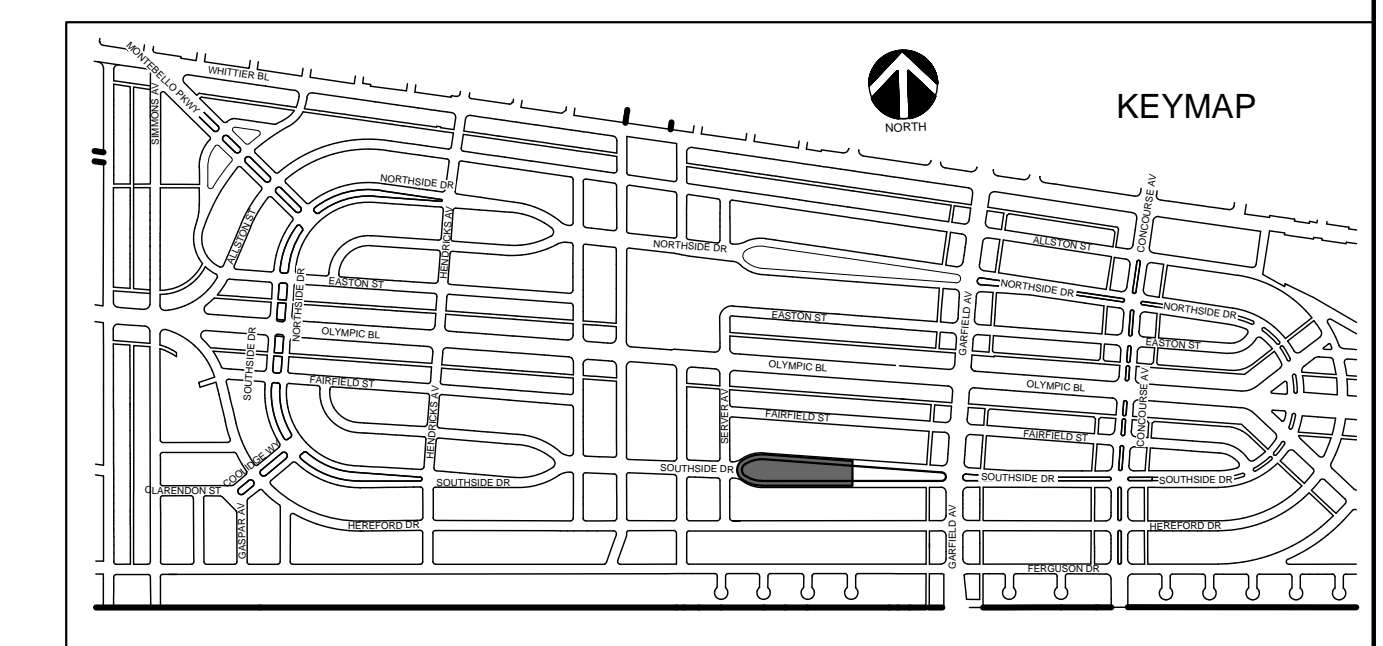 MONTEBELLO PKWY
WHITTIER BL
SIMMONS AV
NORTH
KEYMAP
CONCOURSE AV
NORTHSIDE DR
ALLSTON ST
HENDRICKS AV
NORTHSIDE DR
ALLSTON ST
EASTON ST
NORTHSIDE DR
NORTHSIDE DR
NORTHSIDE DR
SOUTHSIDE DR
OLYMPIC BL
EASTON ST
GARFIELD AV
EASTON ST
FAIRFIELD ST
HENDRICKS AV
OLYMPIC BL
OLYMPIC BL
CONCOURSE AV
SERVER AV
FAIRFIELD ST
FAIRFIELD ST
COOLIDGE WY
CLARENDON ST
SOUTHSIDE DR
SOUTHSIDE DR
SOUTHSIDE DR
SOUTHSIDE DR
GASPAR AV
HEREFORD DR
GARFIELD AV
HEREFORD DR
FERGUSON DR